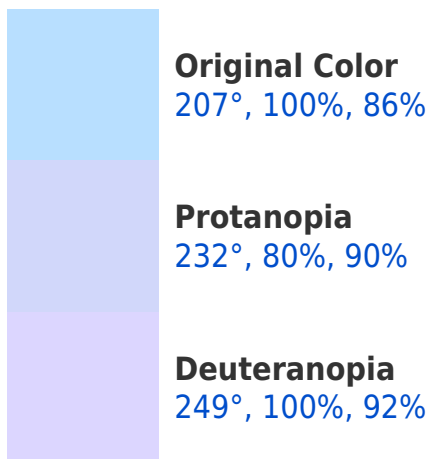 Original Color
207°, 100%, 86%
Protanopia
232°, 80%, 90%
Deuteranopia
249°, 100%, 92%